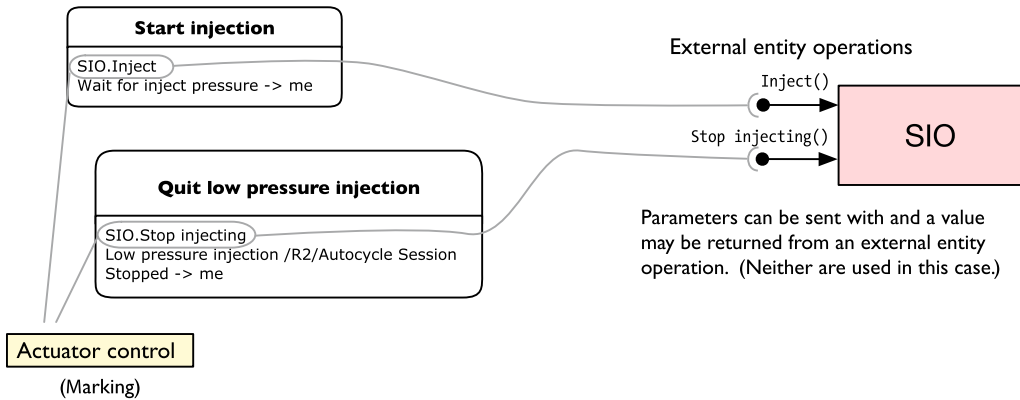 Start injection
SIO.Inject
Wait for inject pressure -> me
External entity operations
Inject()
Stop injecting()
SIO
Quit low pressure injection
SIO.Stop injecting
Low pressure injection /R2/Autocycle Session
Stopped -> me
Parameters can be sent with and a value
may be returned from an external entity
operation.  (Neither are used in this case.)
Actuator control
(Marking)